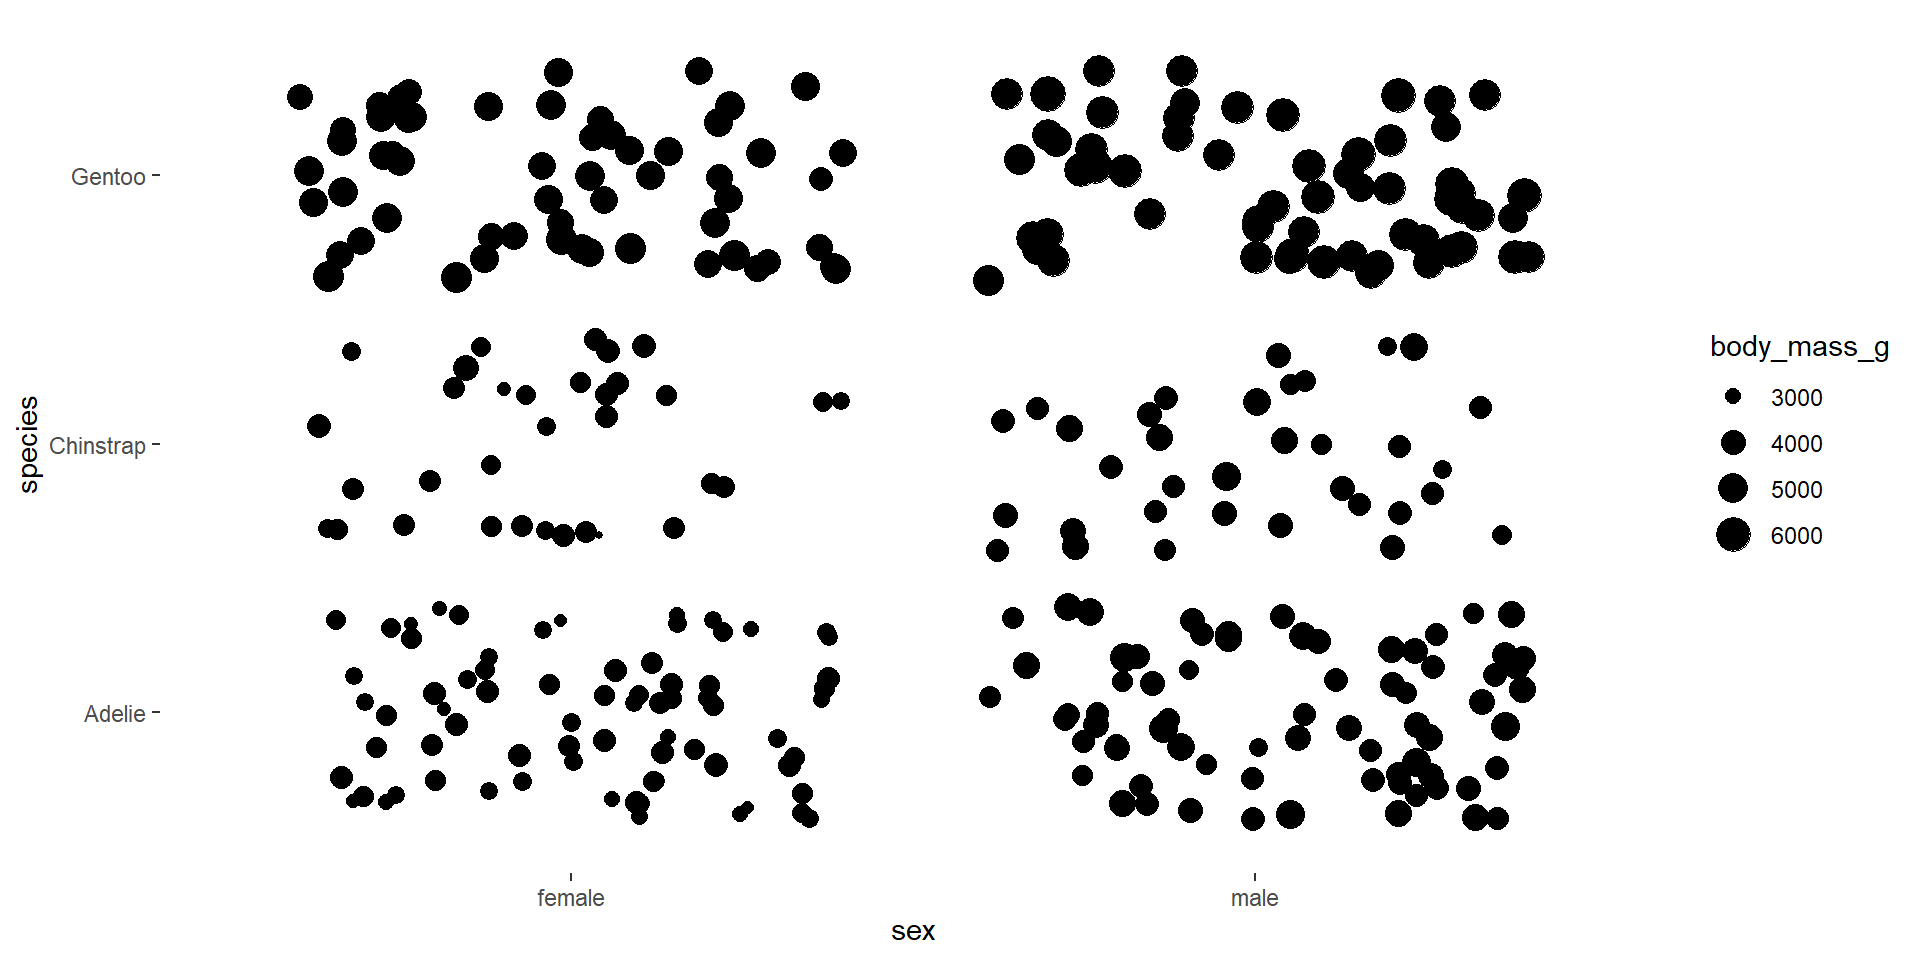 Gentoo
Chinstrap
Adelie
species
female
male
sex
body_mass_g
3000
4000
5000
6000